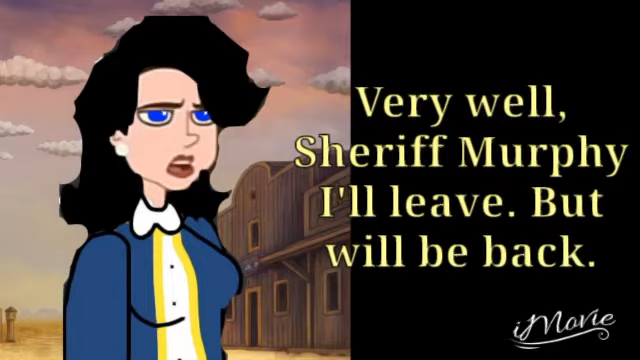 Very well,
Sheriff Murphy
I'll leave. But
will be back.
iMovie